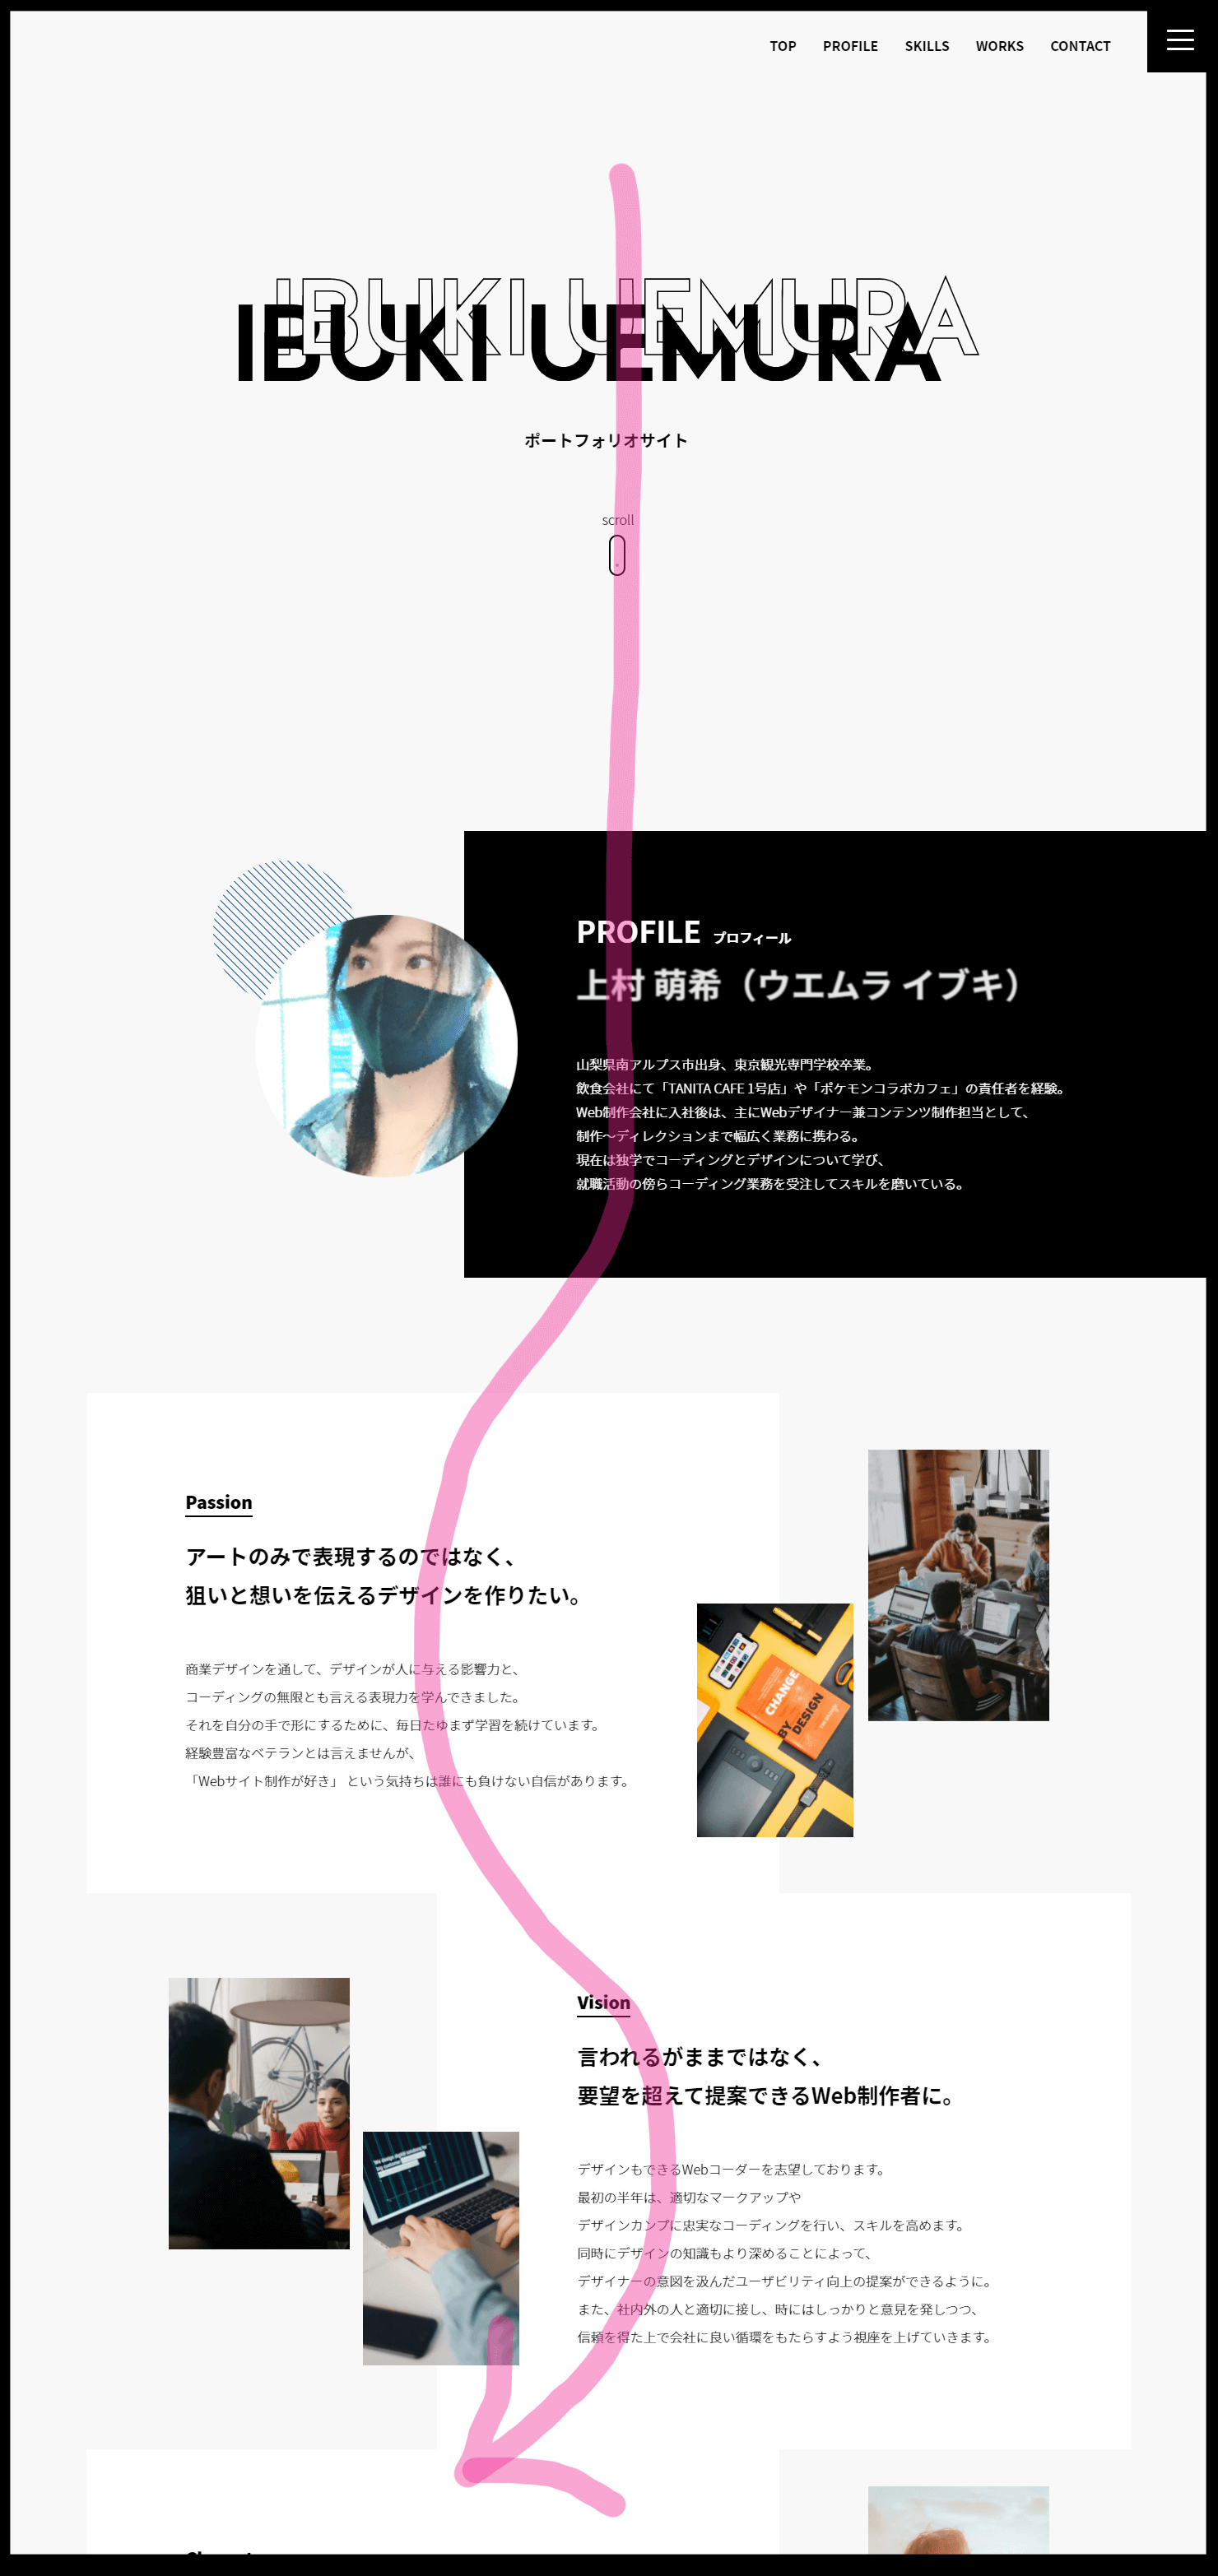 TOP PROFILE SKILLS WORKS CONTACT
IBUKI UEMURA
IBUKI UEMURA
ポートフォリオサイト
scroll
PROFILE プロフィール
上村 萌希（ウエムラ イブキ）
山梨県南アルプス市出身、東京観光専門学校卒業。
飲食会社にて「TANITA CAFE 1号店」や「ポケモンコラボカフェ」の責任者を経験。
Web制作会社に入社後は、主にWebデザイナー兼コンテンツ制作担当として、
制作〜ディレクションまで幅広く業務に携わる。
現在は独学でコーディングとデザインについて学び、
就職活動の傍らコーディング業務を受注してスキルを磨いている。
Passion
アートのみで表現するのではなく、
狙いと想いを伝えるデザインを作りたい。
商業デザインを通して、デザインが人に与える影響力と、
コーディングの無限とも言える表現力を学んできました。
それを自分の手で形にするために、毎日たゆまず学習を続けています。
経験豊富なベテランとは言えませんが、
「Webサイト制作が好き」 という気持ちは誰にも負けない自信があります。
CHANGE
BY
DESIGN
Vision
言われるがままではなく、
要望を超えて提案できるWeb制作者に。
デザインもできるWebコーダーを志望しております。
最初の半年は、適切なマークアップや
デザインカンプに忠実なコーディングを行い、スキルを高めます。
同時にデザインの知識もより深めることによって、
デザイナーの意図を汲んだユーザビリティ向上の提案ができるように。
また、社内外の人と適切に接し、時にはしっかりと意見を発しつつ、
信頼を得た上で会社に良い循環をもたらすよう視座を上げていきます。